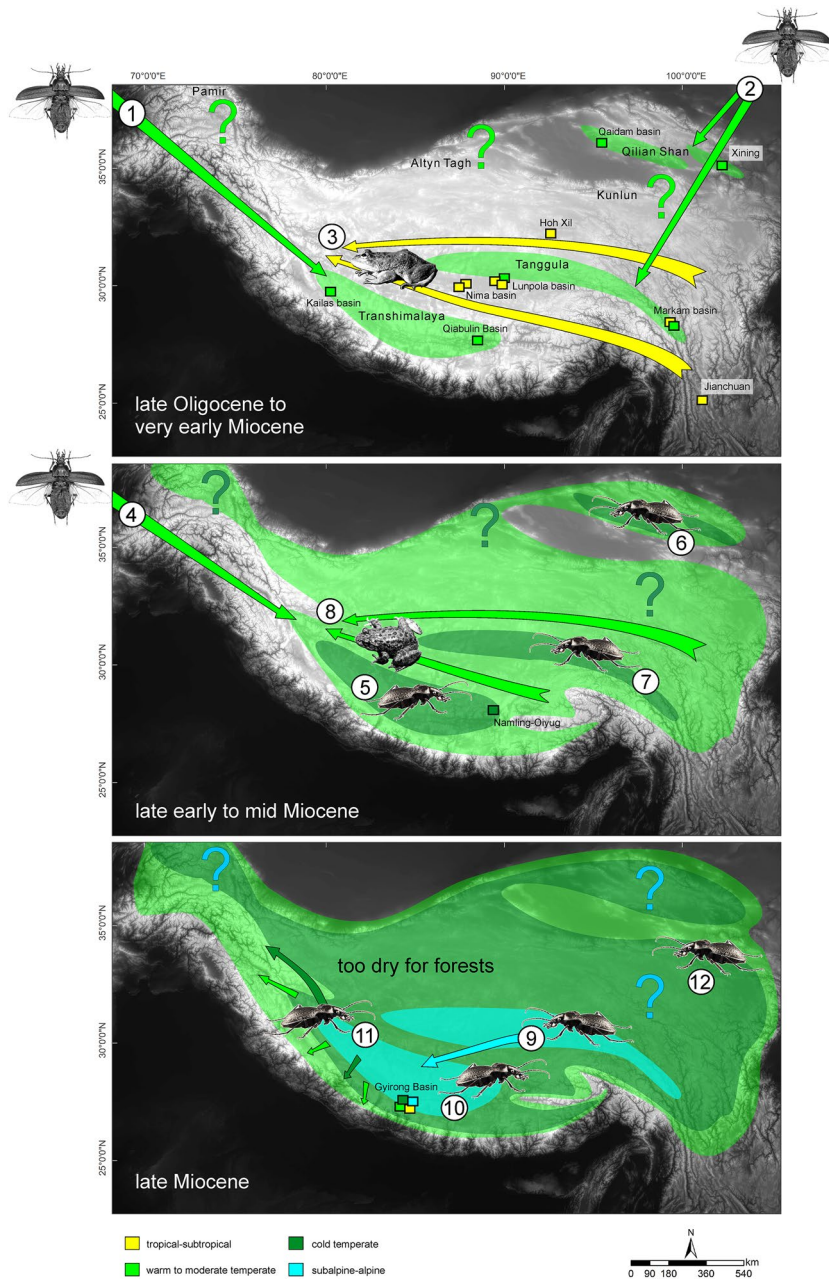 70°0'0"E 80°0'0"E 90°0'0"E 100°0'0"E
1
2
Pamir
?
?
Qaidam basin
Qilian Shan
Xining
Altyn Tagh
35°0'0"N
Kunlun
?
Hoh Xil
3
Tanggula
30°0'0"N
Kailas basin
Nima basin
Lunpola basin
Markam basin
Transhimalaya
Qiabulin Basin
Jianchuan
25°0'0"N
late Oligocene to
very early Miocene
4
?
?
6
35°0'0"N
?
8
30°0'0"N
5
7
Namling-Oiyug
25°0'0"N
late early to mid Miocene
?
?
35°0'0"N
too dry for forests
12
?
11
9
30°0'0"N
Gyirong Basin
10
25°0'0"N
late Miocene
tropical-subtropical
cold temperate
warm to moderate temperate
subalpine-alpine
N
km
0 90 180 360 540